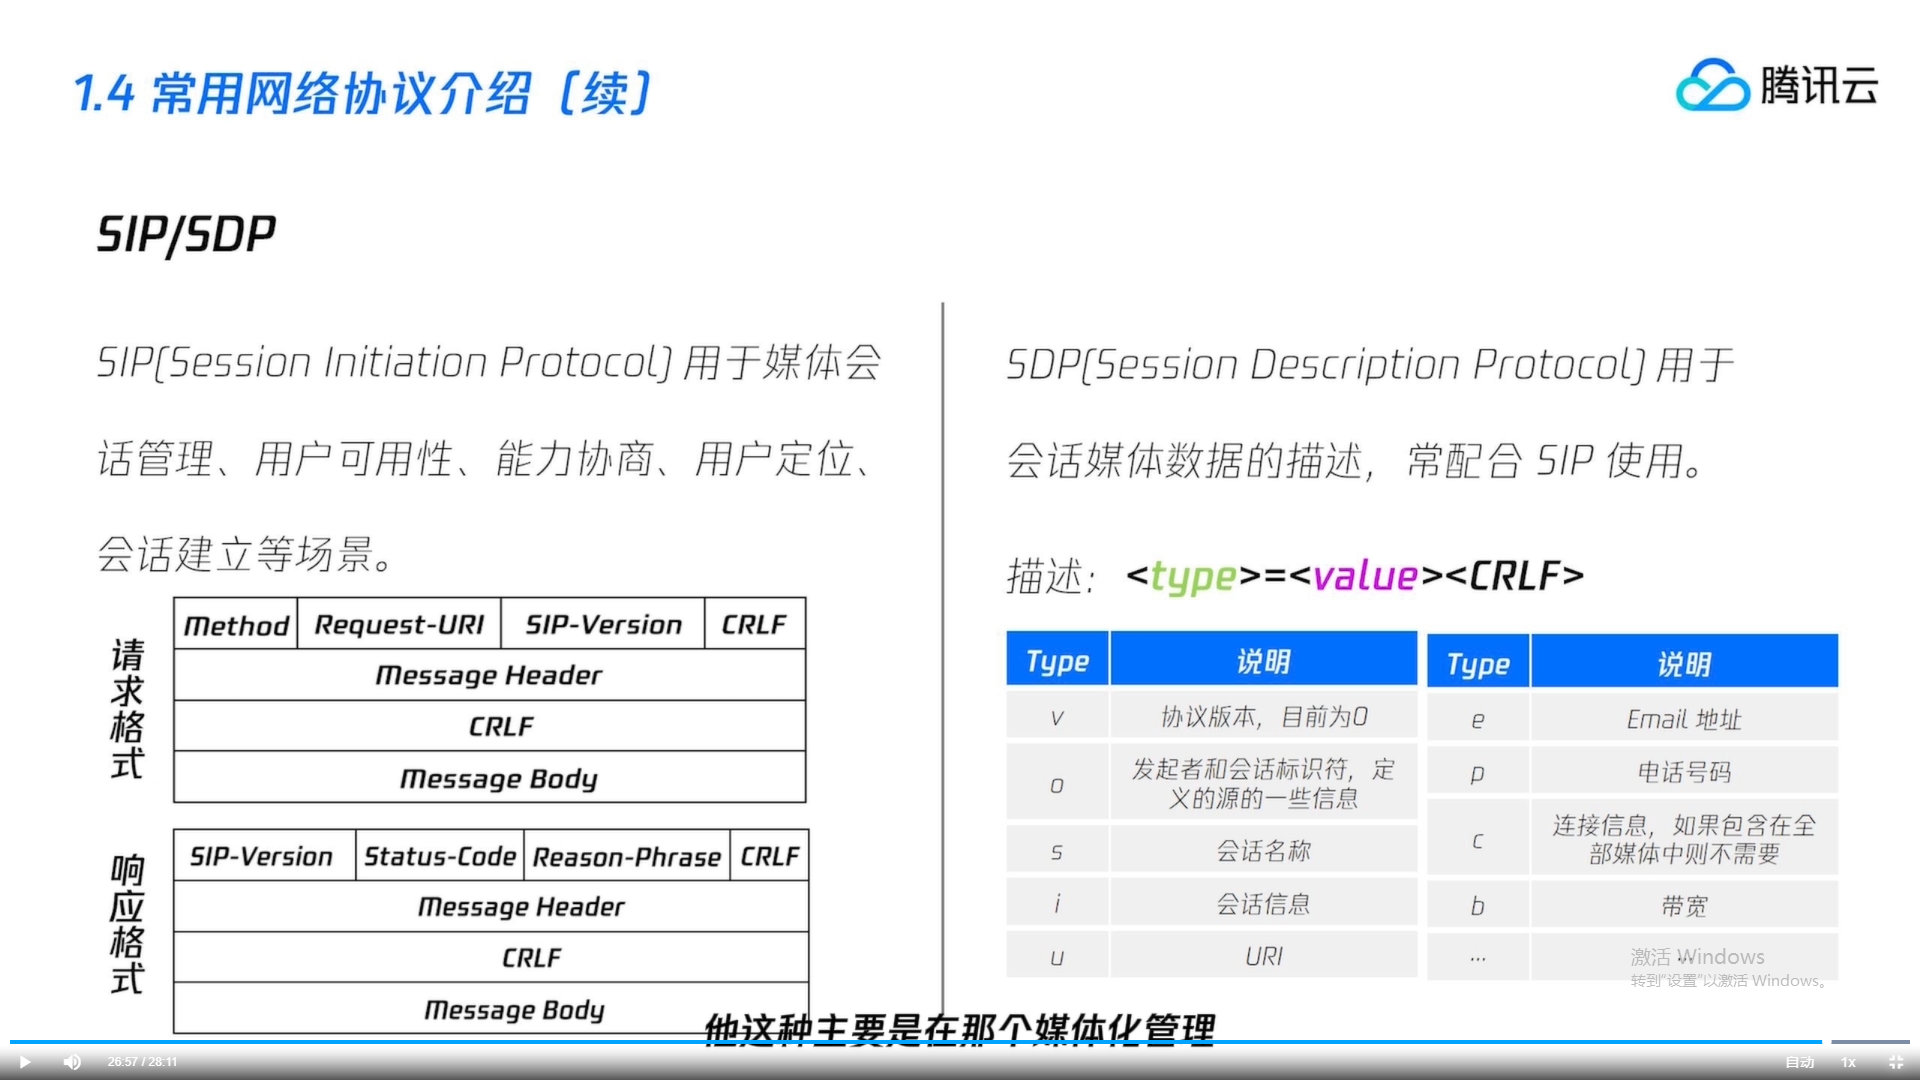 1.4 常用网络协议介绍（续）
腾讯云
SIP/SDP
SIP(Session Initiation Protocol) 用于媒体会
话管理、用户可用性、能力协商、用户定位、
会话建立等场景。
请求格式
Method Request-URI SIP-Version CRLF
Message Header
CRLF
Message Body
响应格式
SIP-Version Status-Code Reason-Phrase CRLF
Message Header
CRLF
Message Body
SDP(Session Description Protocol) 用于
会话媒体数据的描述，常配合 SIP 使用。
描述：<type>=<value><CRLF>
Type 说明
v 协议版本，目前为0
o 发起者和会话标识符，定
义的源的一些信息
s 会话名称
i 会话信息
u URI
Type 说明
e Email 地址
p 电话号码
c 连接信息，如果包含在全
部媒体中则不需要
b 带宽
... ...
激活 Windows
转到“设置”以激活 Windows。
他这种主要是在那个媒体化管理
26:57 / 28:11
自动 1x